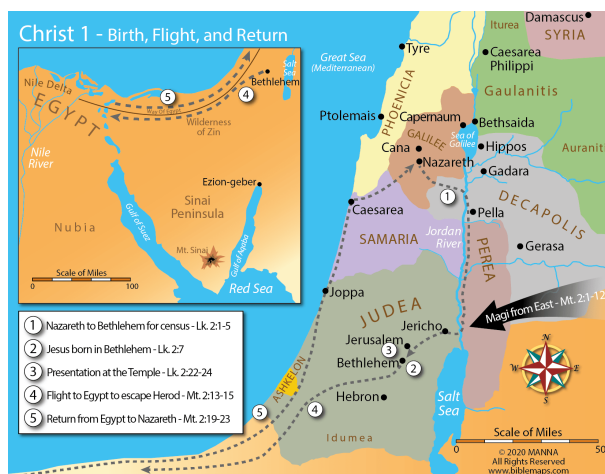 Christ 1 - Birth, Flight, and Return
Salt
Sea
Bethlehem
5
4
Nile Delta
Way Of Egypt
EGYPT
Wilderness
of Zin
Nile
River
Ezion-geber
Sinai
Peninsula
Nubia
Gulf of Suez
Gulf of Aqaba
Mt. Sinai
Scale of Miles
0
100
Red Sea
1 Nazareth to Bethlehem for census - Lk. 2:1-5
2 Jesus born in Bethlehem - Lk. 2:7
3 Presentation at the Temple - Lk. 2:22-24
4 Flight to Egypt to escape Herod - Mt. 2:13-15
5 Return from Egypt to Nazareth - Mt. 2:19-23
Damascus
Iturea
SYRIA
Great Sea
(Mediterranean)
Tyre
Caesarea
Philippi
PHOENICIA
Gaulanitis
Ptolemais
Capernaum
Bethsaida
GALILEE
Sea of
Galilee
Cana
Hippos
Auranit
Nazareth
Gadara
1
DECAPOLIS
Caesarea
Pella
SAMARIA
Jordan
River
PEREA
Gerasa
Joppa
Magi from East - Mt. 2:1-12
JUDEA
Jericho
Jerusalem
3
Bethlehem
2
ASHKELON
Hebron
Salt
Sea
5
4
Idumea
N
W
E
S
Scale of Miles
0
50
© 2020 MANNA
All Rights Reserved
www.biblemaps.com